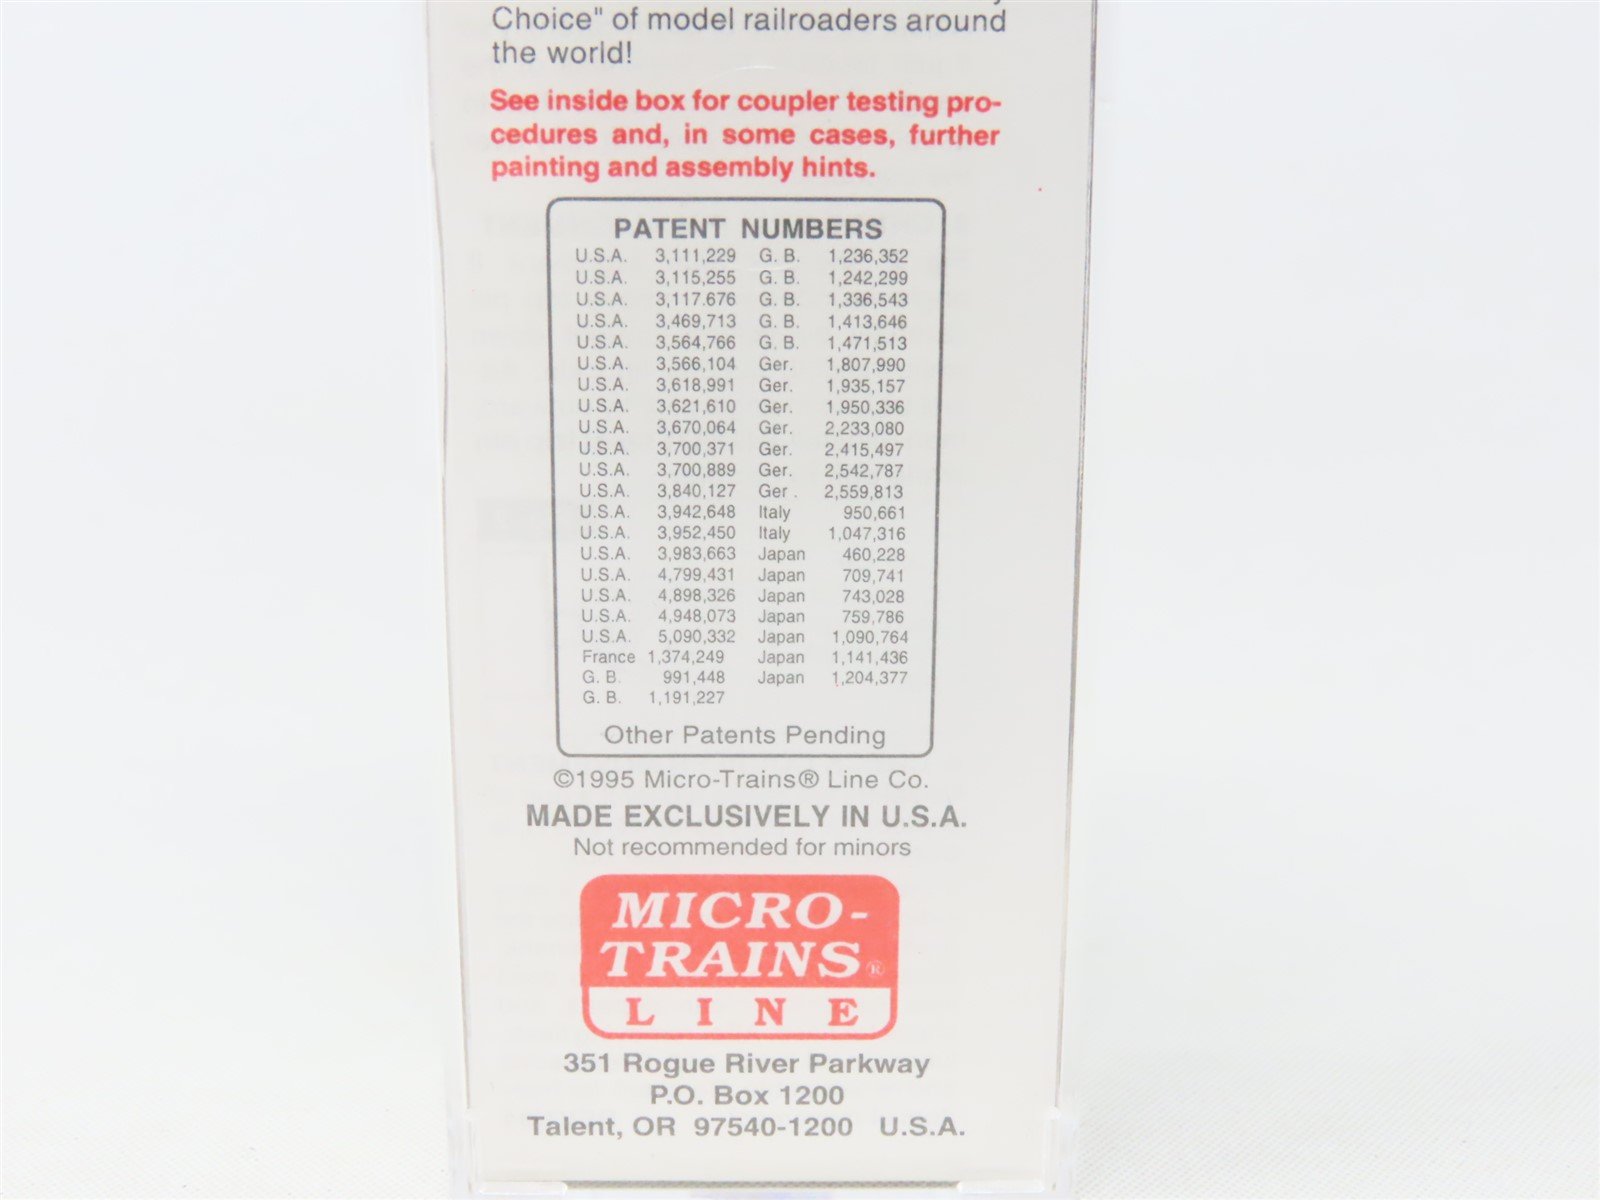 Choice" of model railroaders around
the world!
See inside box for coupler testing pro-
cedures and, in some cases, further
painting and assembly hints.
PATENT NUMBERS
U.S.A. 3,111,229 G. B. 1,236,352
U.S.A. 3,115,255 G. B. 1,242,299
U.S.A. 3,117.676 G. B. 1,336,543
U.S.A. 3,469,713 G. B. 1,413,646
U.S.A. 3,564,766 G. B. 1,471,513
U.S.A. 3,566,104 Ger. 1,807,990
U.S.A. 3,618,991 Ger. 1,935,157
U.S.A. 3,621,610 Ger. 1,950,336
U.S.A. 3,670,064 Ger. 2,233,080
U.S.A. 3,700,371 Ger. 2,415,497
U.S.A. 3,700,889 Ger. 2,542,787
U.S.A. 3,840,127 Ger . 2,559,813
U.S.A. 3,942,648 Italy 950,661
U.S.A. 3,952,450 Italy 1,047,316
U.S.A. 3,983,663 Japan 460,228
U.S.A. 4,799,431 Japan 709,741
U.S.A. 4,898,326 Japan 743,028
U.S.A. 4,948,073 Japan 759,786
U.S.A. 5,090,332 Japan 1,090,764
France 1,374,249 Japan 1,141,436
G. B. 991,448 Japan 1,204,377
G. B. 1,191,227
Other Patents Pending
©1995 Micro-Trains® Line Co.
MADE EXCLUSIVELY IN U.S.A.
Not recommended for minors
MICRO-
TRAINS®
LINE
351 Rogue River Parkway
P.O. Box 1200
Talent, OR 97540-1200 U.S.A.